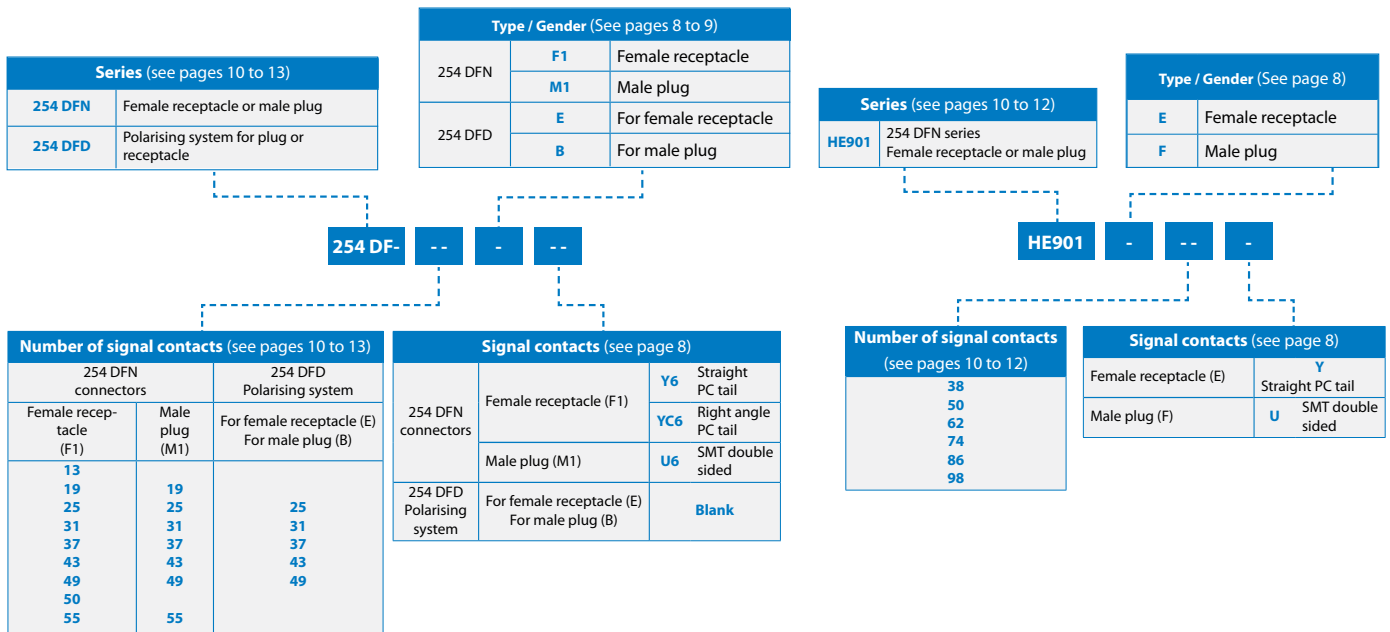 Series (see pages 10 to 13)
254 DFN Female receptacle or male plug
254 DFD Polarising system for plug or
receptacle
Type / Gender (See pages 8 to 9)
254 DFN
F1 Female receptacle
M1 Male plug
254 DFD
E For female receptacle
B For male plug
254 DF- -- - --
Number of signal contacts (see pages 10 to 13)
254 DFN
connectors
254 DFD
Polarising system
Female recep-
tacle
(F1)
Male
plug
(M1)
For female receptacle (E)
For male plug (B)
13
19 19
25 25 25
31 31 31
37 37 37
43 43 43
49 49 49
50
55 55
Signal contacts (see page 8)
254 DFN
connectors
Female receptacle (F1)
Y6 Straight
PC tail
YC6 Right angle
PC tail
Male plug (M1)
U6 SMT double
sided
254 DFD
Polarising
system
For female receptacle (E)
For male plug (B)
Blank
Series (see pages 10 to 12)
HE901 254 DFN series
Female receptacle or male plug
Type / Gender (See page 8)
E Female receptacle
F Male plug
HE901 - -- -
Number of signal contacts
(see pages 10 to 12)
38
50
62
74
86
98
Signal contacts (see page 8)
Female receptacle (E)
Y
Straight PC tail
Male plug (F)
U SMT double
sided